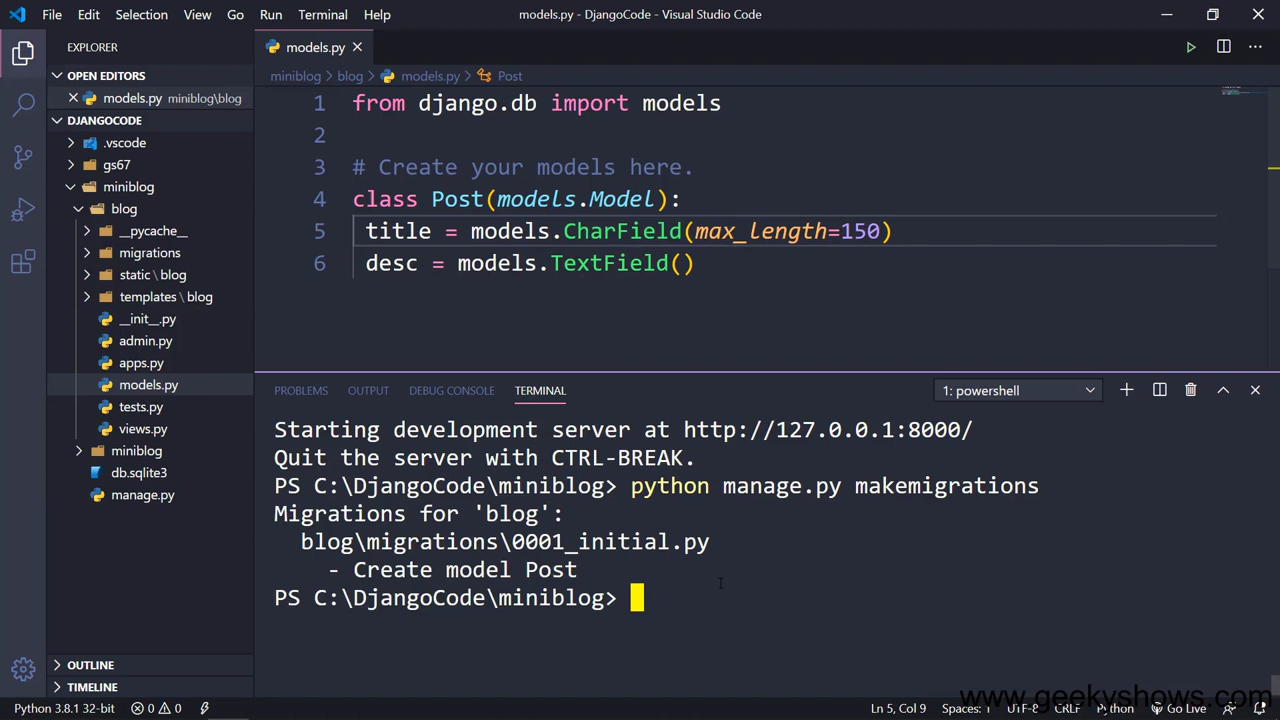 File Edit Selection View Go Run Terminal Help
models.py - DjangoCode - Visual Studio Code
EXPLORER
OPEN EDITORS
models.py miniblog\blog
DJANGOCODE
.vscode
gs67
miniblog
blog
__pycache__
migrations
static \ blog
templates \ blog
__init__.py
admin.py
apps.py
models.py
tests.py
views.py
miniblog
db.sqlite3
manage.py
OUTLINE
TIMELINE
models.py
miniblog > blog > models.py > Post
1 from django.db import models
2
3 # Create your models here.
4 class Post(models.Model):
5 title = models.CharField(max_length=150)
6 desc = models.TextField()
PROBLEMS OUTPUT DEBUG CONSOLE TERMINAL
1: powershell
Starting development server at http://127.0.0.1:8000/
Quit the server with CTRL-BREAK.
PS C:\DjangoCode\miniblog> python manage.py makemigrations
Migrations for 'blog':
blog\migrations\0001_initial.py
- Create model Post
PS C:\DjangoCode\miniblog>
www.geekyshows.com
Python 3.8.1 32-bit 0 0 Ln 5, Col 9 Spaces: 1 UTF-8 CRLF Python Go Live